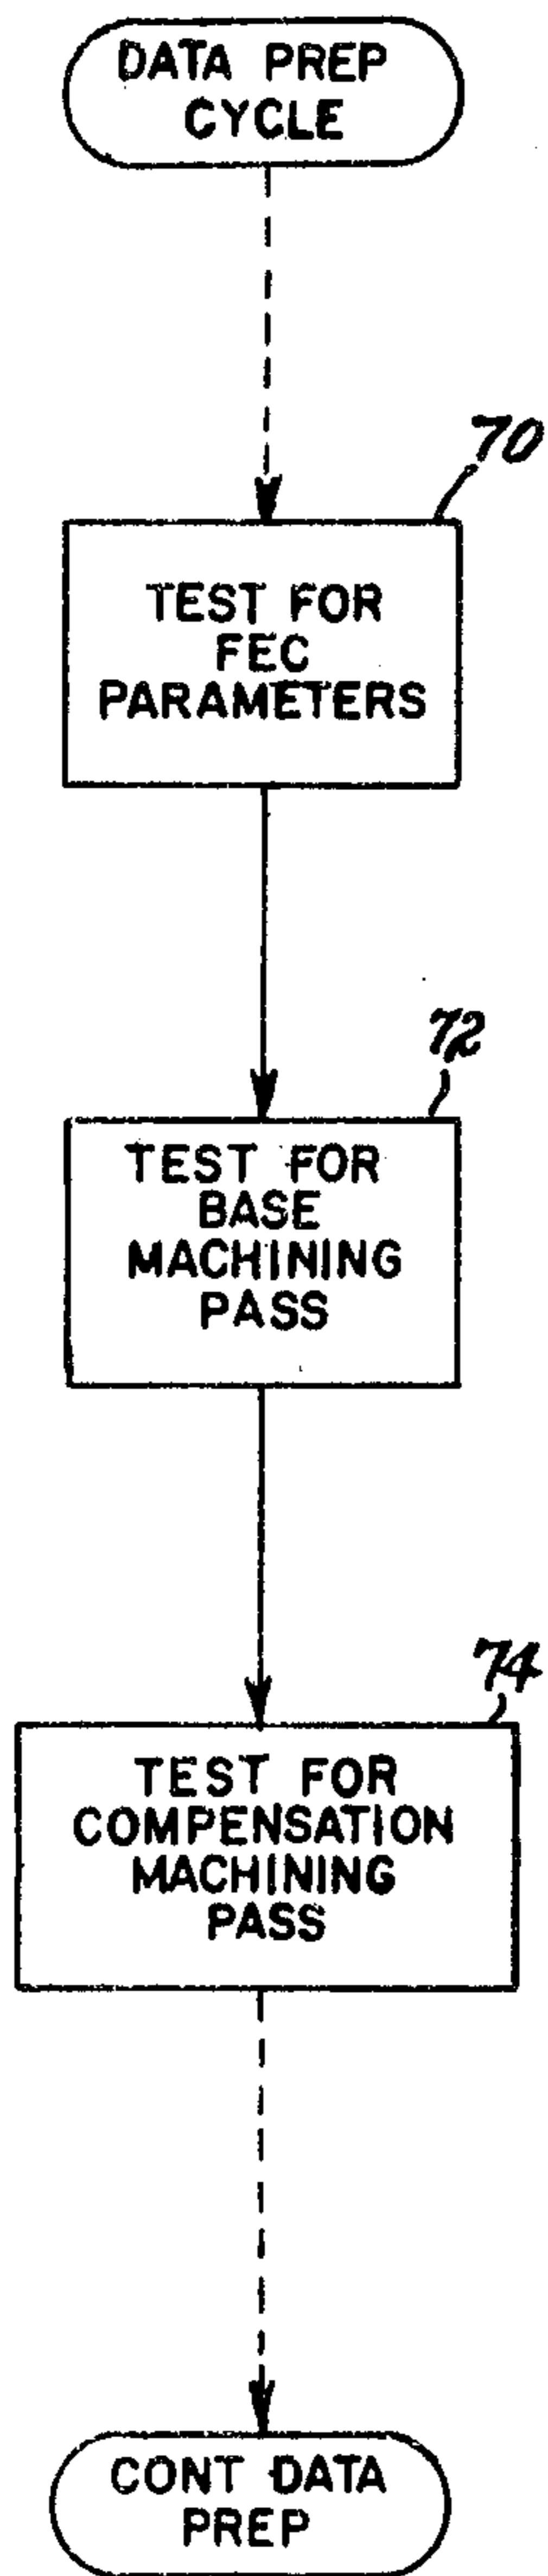 DATA PREP
CYCLE
70
TEST FOR
FEC
PARAMETERS
72
TEST FOR
BASE
MACHINING
PASS
74
TEST FOR
COMPENSATION
MACHINING
PASS
CONT DATA
PREP